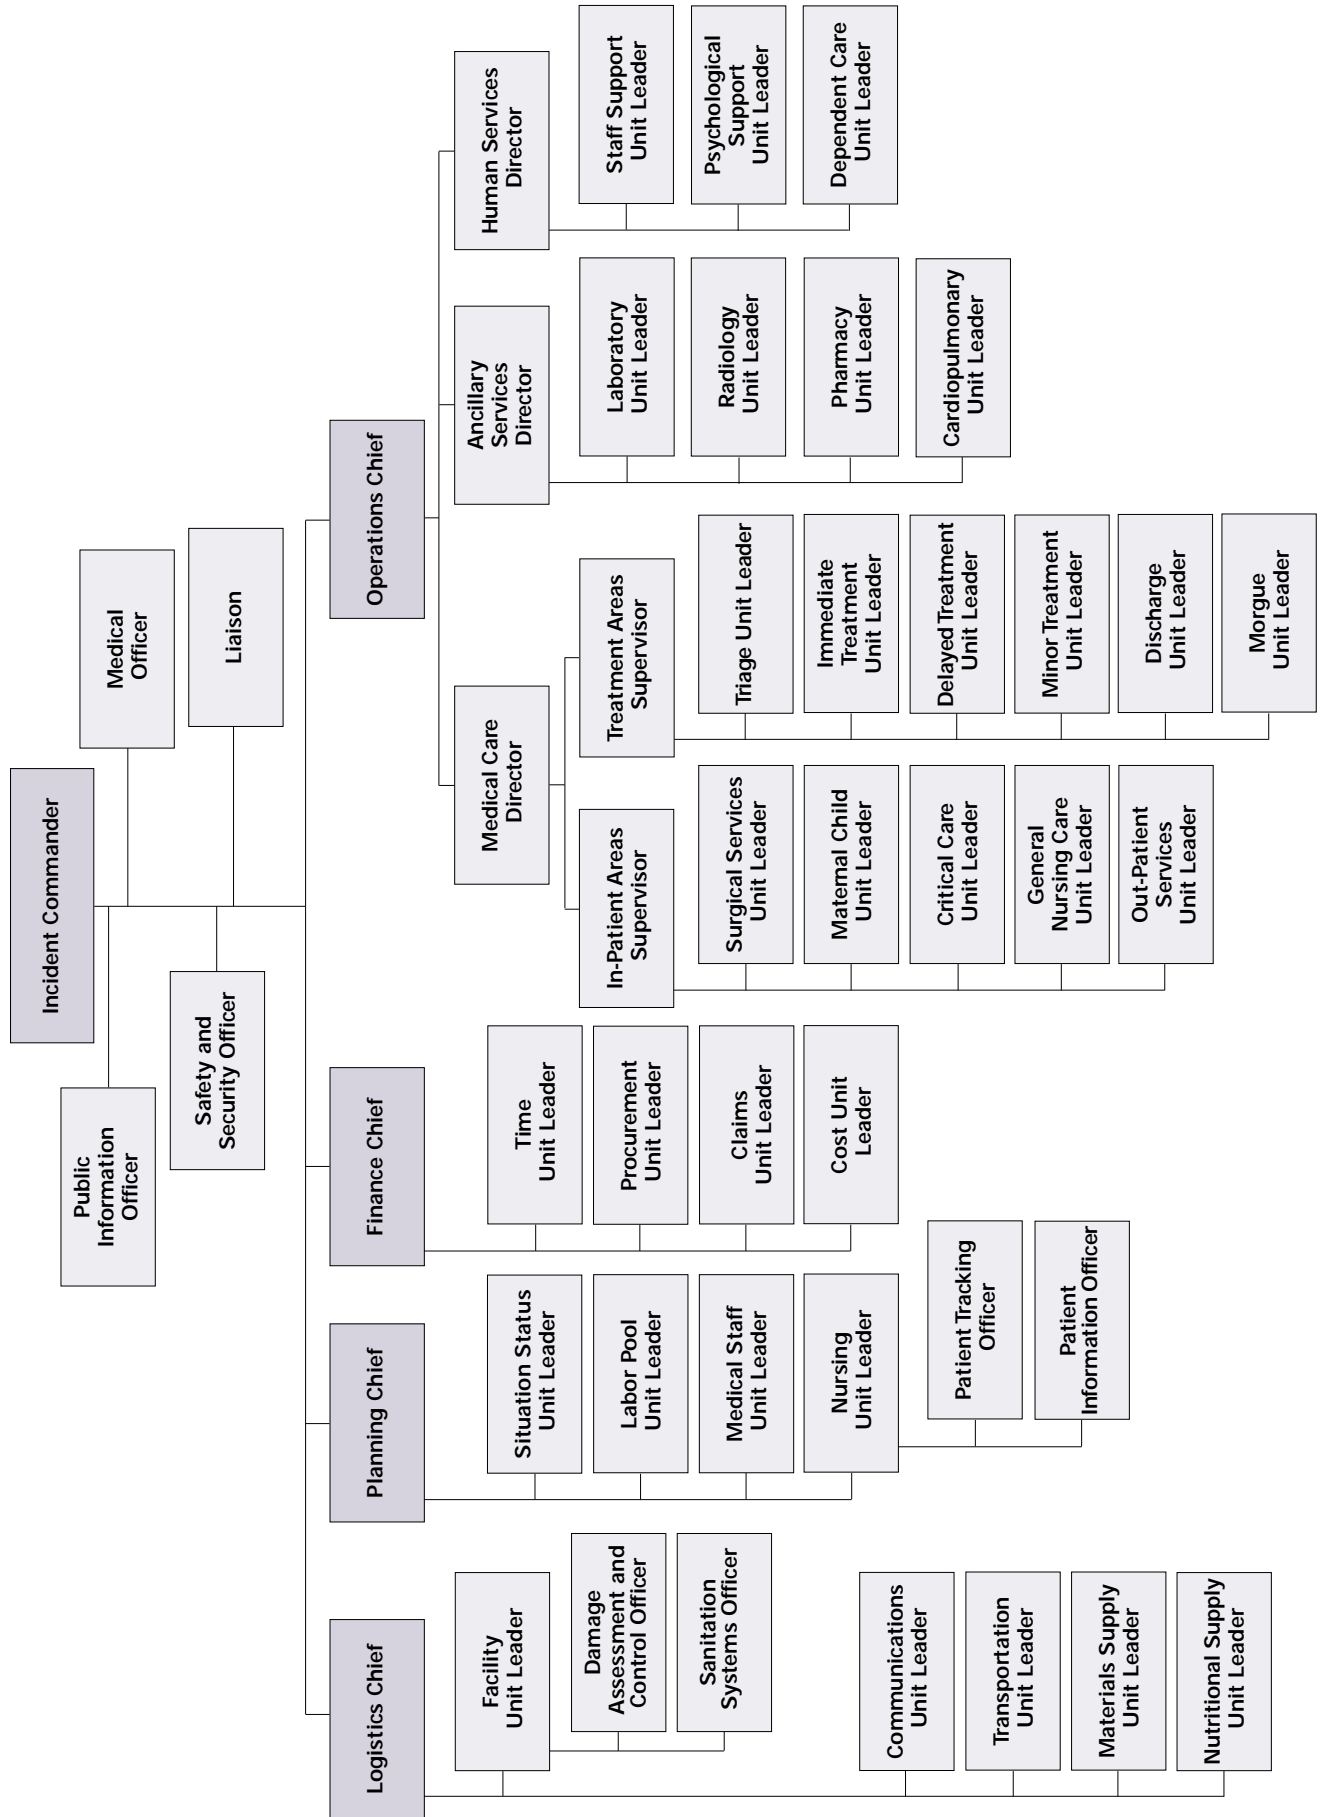 Incident Commander
Public
Information
Officer
Medical
Officer
Safety and
Security Officer
Liaison
Logistics Chief
Planning Chief
Finance Chief
Operations Chief
Facility
Unit Leader
Damage
Assessment and
Control Officer
Sanitation
Systems Officer
Communications
Unit Leader
Transportation
Unit Leader
Materials Supply
Unit Leader
Nutritional Supply
Unit Leader
Situation Status
Unit Leader
Labor Pool
Unit Leader
Medical Staff
Unit Leader
Nursing
Unit Leader
Patient Tracking
Officer
Patient
Information Officer
Time
Unit Leader
Procurement
Unit Leader
Claims
Unit Leader
Cost Unit
Leader
Medical Care
Director
In-Patient Areas
Supervisor
Surgical Services
Unit Leader
Maternal Child
Unit Leader
Critical Care
Unit Leader
General
Nursing Care
Unit Leader
Out-Patient
Services
Unit Leader
Treatment Areas
Supervisor
Triage Unit Leader
Immediate
Treatment
Unit Leader
Delayed Treatment
Unit Leader
Minor Treatment
Unit Leader
Discharge
Unit Leader
Morgue
Unit Leader
Ancillary
Services
Director
Laboratory
Unit Leader
Radiology
Unit Leader
Pharmacy
Unit Leader
Cardiopulmonary
Unit Leader
Human Services
Director
Staff Support
Unit Leader
Psychological
Support
Unit Leader
Dependent Care
Unit Leader